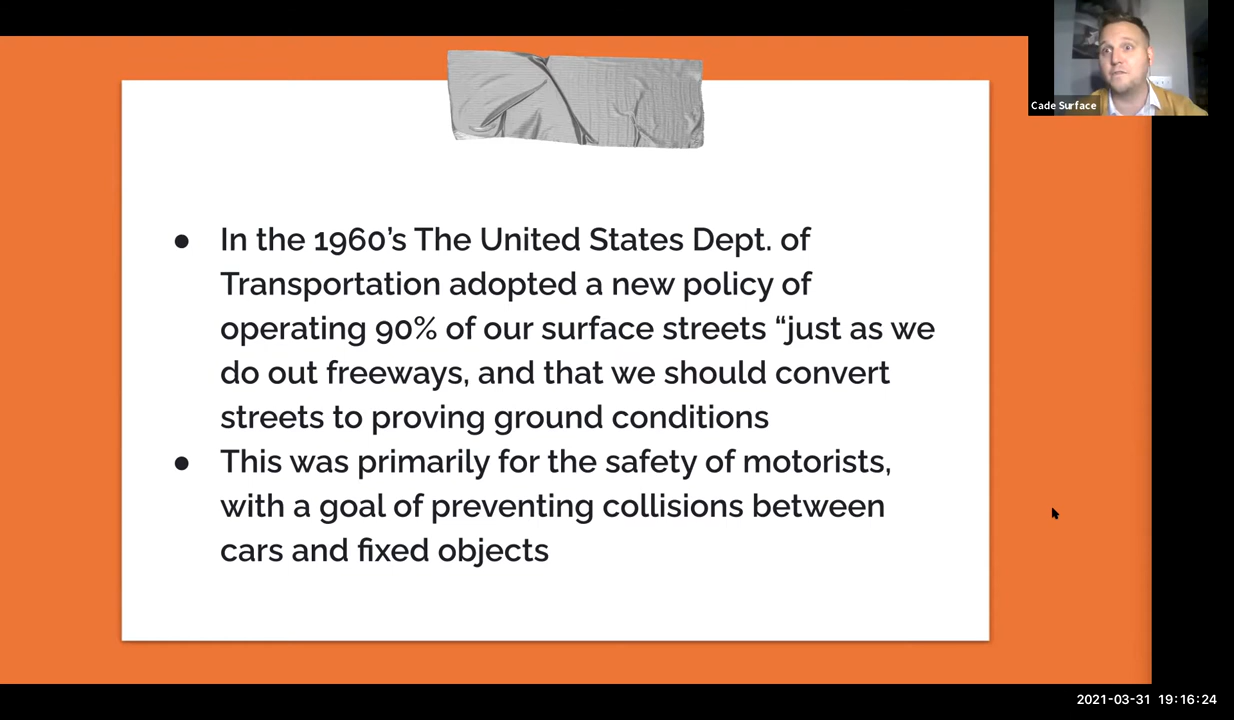 Cade Surface
● In the 1960’s The United States Dept. of
Transportation adopted a new policy of
operating 90% of our surface streets “just as we
do out freeways, and that we should convert
streets to proving ground conditions
● This was primarily for the safety of motorists,
with a goal of preventing collisions between
cars and fixed objects
2021-03-31 19:16:24